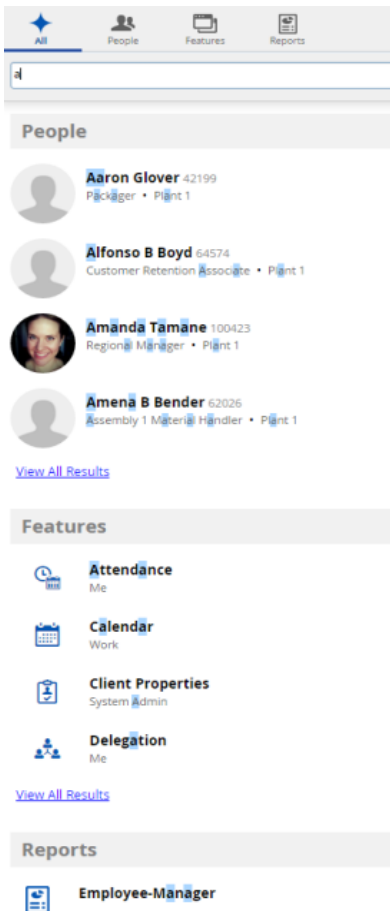 All
People
Features
Reports
a
People
Aaron Glover 42199
Packager • Plant 1
Alfonso B Boyd 64574
Customer Retention Associate • Plant 1
Amanda Tamane 100423
Regional Manager • Plant 1
Amena B Bender 62026
Assembly 1 Material Handler • Plant 1
View All Results
Features
Attendance
Me
Calendar
Work
Client Properties
System Admin
Delegation
Me
View All Results
Reports
Employee-Manager